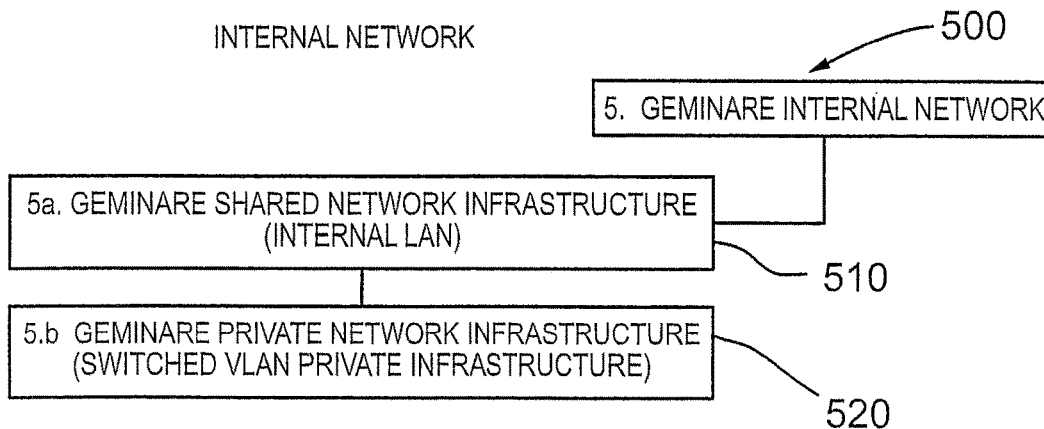 INTERNAL NETWORK
500
5. GEMINARE INTERNAL NETWORK
5a. GEMINARE SHARED NETWORK INFRASTRUCTURE
(INTERNAL LAN)
510
5.b GEMINARE PRIVATE NETWORK INFRASTRUCTURE
(SWITCHED VLAN PRIVATE INFRASTRUCTURE)
520